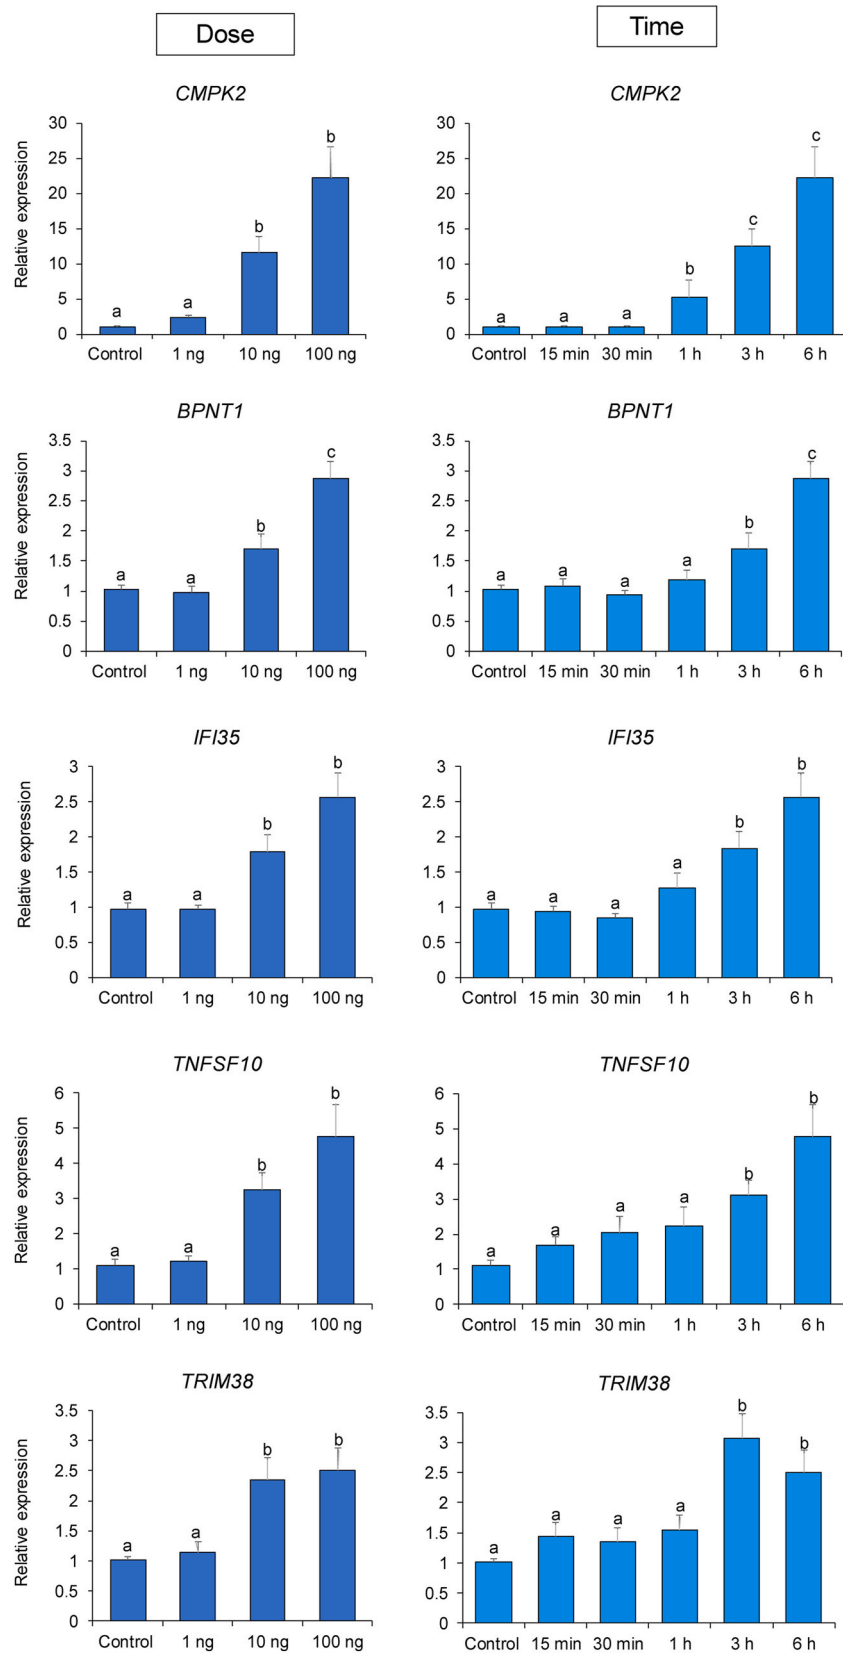 Dose Time
CMPK2 CMPK2
Relative expression
30
25
20
15
10
5
0
a a b b
Control 1 ng 10 ng 100 ng
30
25
20
15
10
5
0
a a a b c c
Control 15 min 30 min 1 h 3 h 6 h
BPNT1 BPNT1
Relative expression
3.5
3
2.5
2
1.5
1
0.5
0
a a b c
Control 1 ng 10 ng 100 ng
3.5
3
2.5
2
1.5
1
0.5
0
a a a a b c
Control 15 min 30 min 1 h 3 h 6 h
IFI35 IFI35
Relative expression
3
2.5
2
1.5
1
0.5
0
a a b b
Control 1 ng 10 ng 100 ng
3
2.5
2
1.5
1
0.5
0
a a a a b b
Control 15 min 30 min 1 h 3 h 6 h
TNFSF10 TNFSF10
Relative expression
6
5
4
3
2
1
0
a a b b
Control 1 ng 10 ng 100 ng
6
5
4
3
2
1
0
a a a a b b
Control 15 min 30 min 1 h 3 h 6 h
TRIM38 TRIM38
Relative expression
3.5
3
2.5
2
1.5
1
0.5
0
a a b b
Control 1 ng 10 ng 100 ng
3.5
3
2.5
2
1.5
1
0.5
0
a a a a b b
Control 15 min 30 min 1 h 3 h 6 h